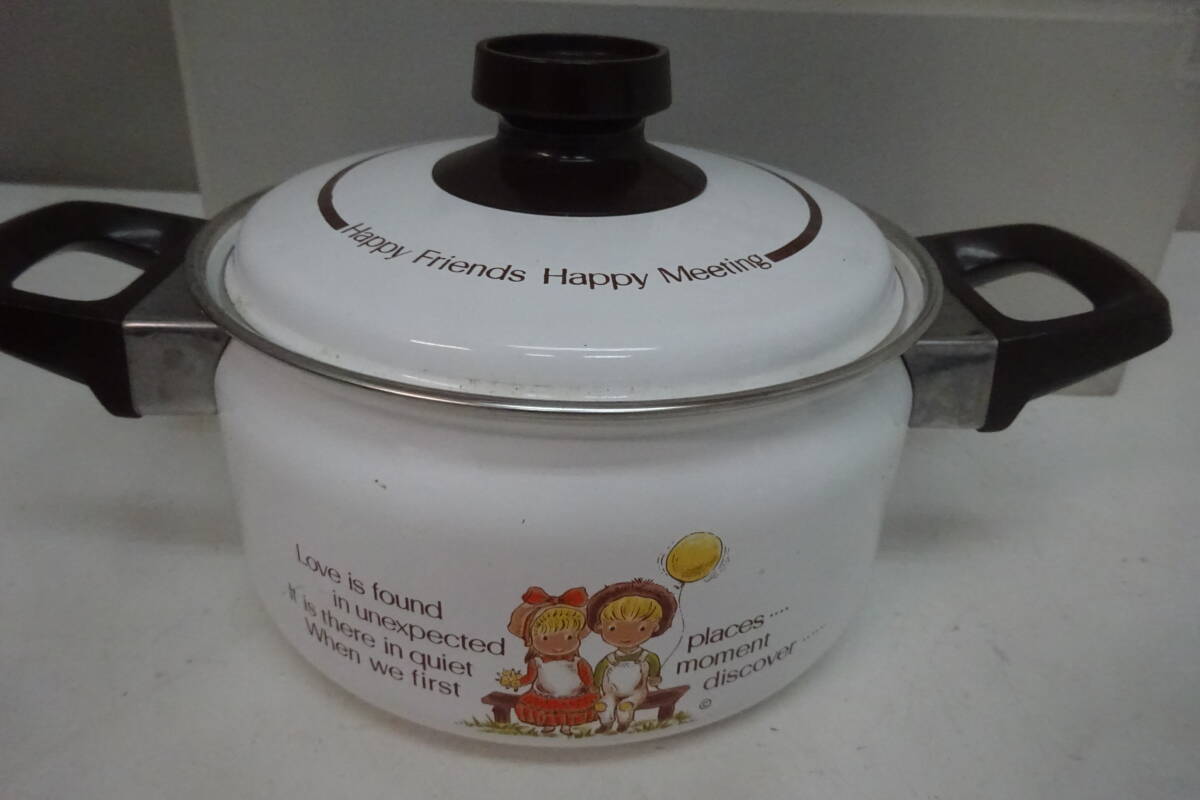 Happy Friends Happy Meeting
Love is found
in unexpected places ....
It is there in quiet moment
When we first discover .....
©